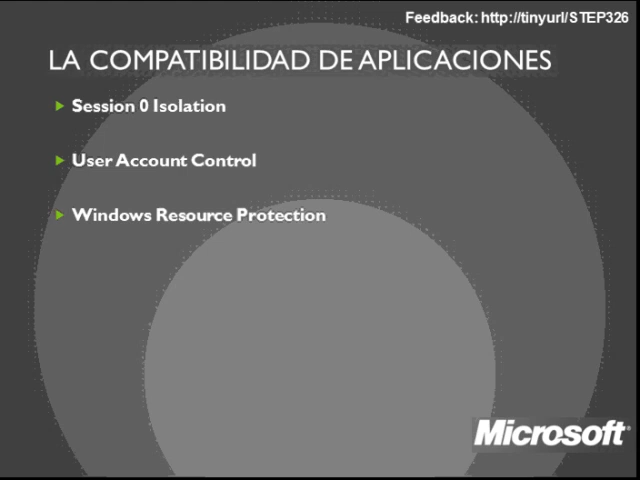 Feedback: http://tinyurl/STEP326
LA COMPATIBILIDAD DE APLICACIONES
Session 0 Isolation
User Account Control
Windows Resource Protection
Microsoft